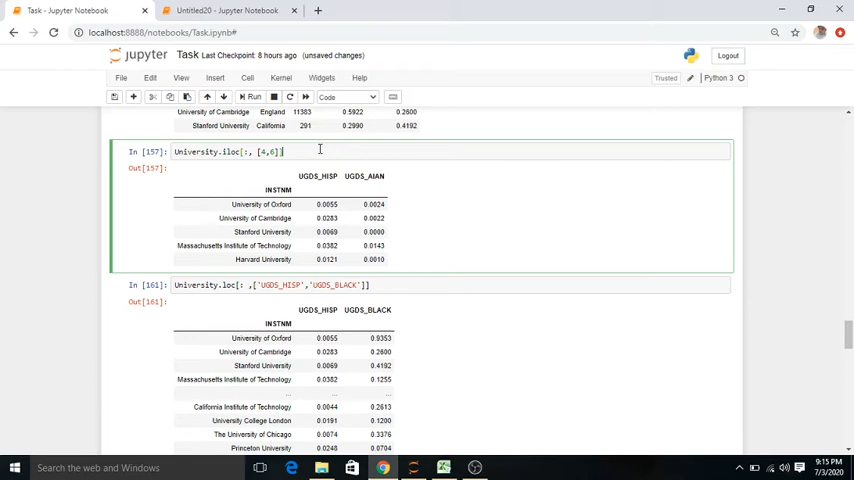 Task - Jupyter Notebook
Untitled20 - Jupyter Notebook
localhost:8888/notebooks/Task.ipynb#
jupyter Task Last Checkpoint: 8 hours ago (unsaved changes)
Logout
File Edit View Insert Cell Kernel Widgets Help
Trusted
Python 3
Run
Code
University of Cambridge England 11383 0.5922 0.2600
Stanford University California 291 0.2990 0.4192
In [157]: University.iloc[:, [4,6]]
Out[157]:
UGDS_HISP UGDS_AIAN
INSTNM
University of Oxford 0.0055 0.0024
University of Cambridge 0.0283 0.0022
Stanford University 0.0069 0.0000
Massachusetts Institute of Technology 0.0382 0.0143
Harvard University 0.0121 0.0010
In [161]: University.loc[: ,['UGDS_HISP','UGDS_BLACK']]
Out[161]:
UGDS_HISP UGDS_BLACK
INSTNM
University of Oxford 0.0055 0.9353
University of Cambridge 0.0283 0.2600
Stanford University 0.0069 0.4192
Massachusetts Institute of Technology 0.0382 0.1255
... ... ...
California Institute of Technology 0.0044 0.2613
University College London 0.0191 0.1200
The University of Chicago 0.0074 0.3376
Princeton University 0.0248 0.0704
Search the web and Windows
9:15 PM
7/3/2020